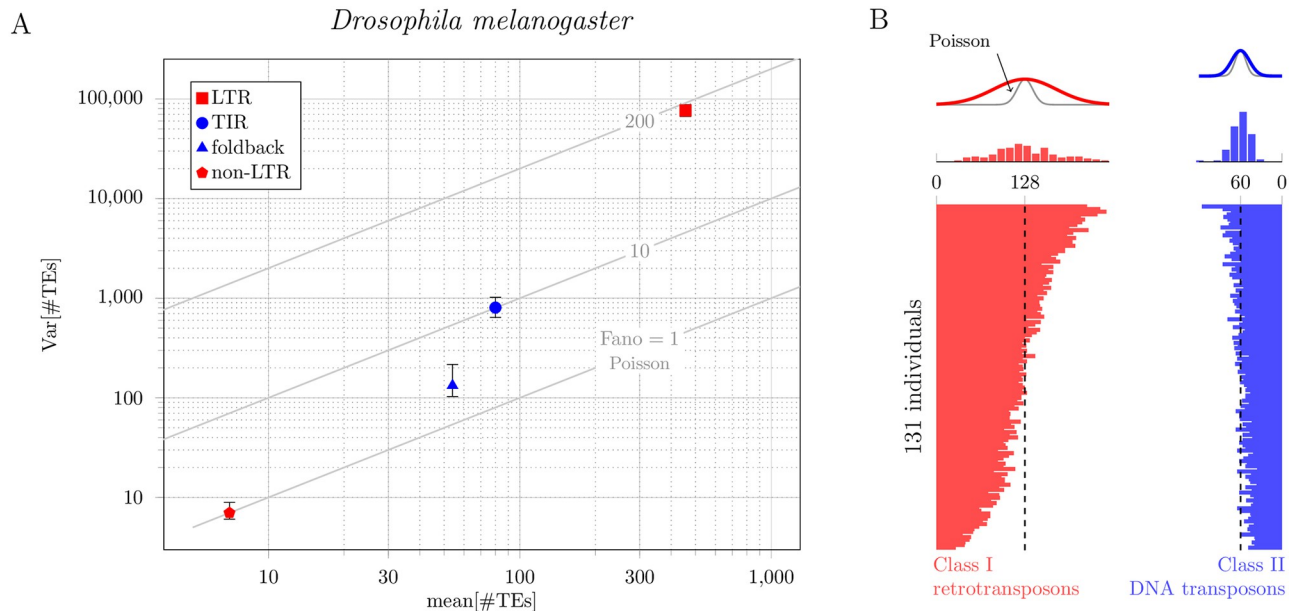 A
Drosophila melanogaster
Var[#TEs]
100,000
10,000
1,000
100
10
LTR
TIR
foldback
non-LTR
200
10
Fano = 1
Poisson
10
30
100
300
1,000
mean[#TEs]
B
Poisson
0
128
60
0
131 individuals
Class I
retrotransposons
Class II
DNA transposons